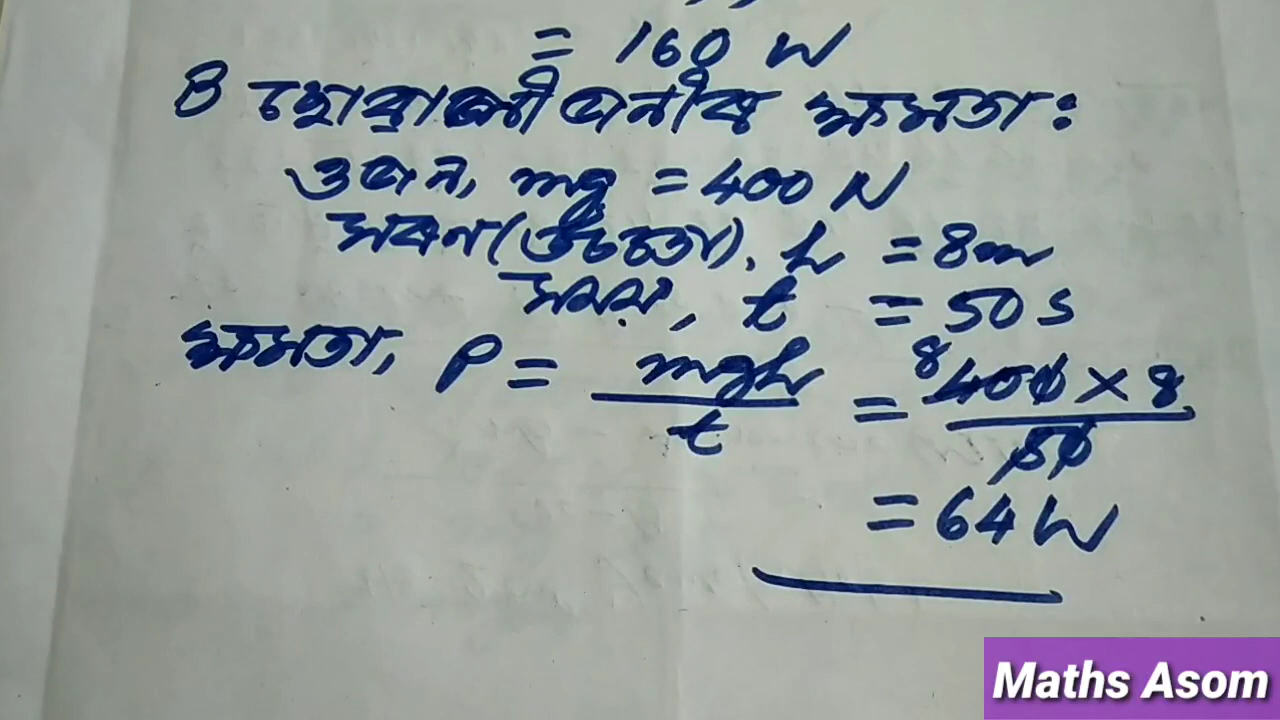 = 160 W
B ছোৱালীজনীৰ ক্ষমতা :
ওজন, mg = 400 N
সৰণ (উচ্চতা), h = 8m
সময়, t = 50 s
ক্ষমতা, P = mgh / t = 8 400 × 8 / 50
= 64 W
Maths Asom